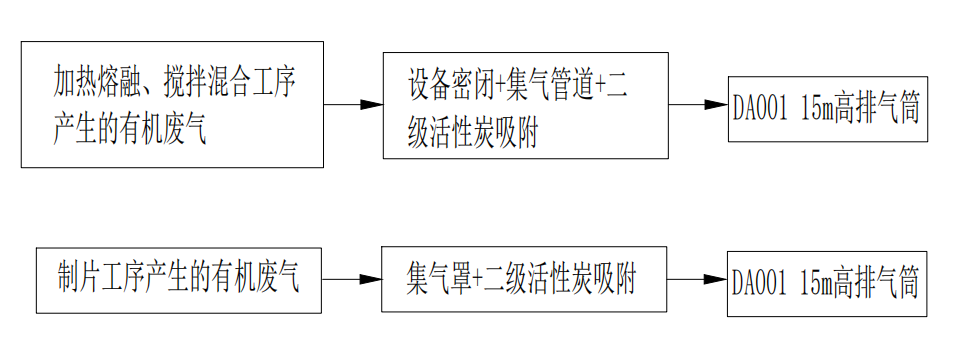 加热熔融、搅拌混合工序
产生的有机废气
设备密闭+集气管道+二
级活性炭吸附
DA001 15m高排气筒
制片工序产生的有机废气
集气罩+二级活性炭吸附
DA001 15m高排气筒